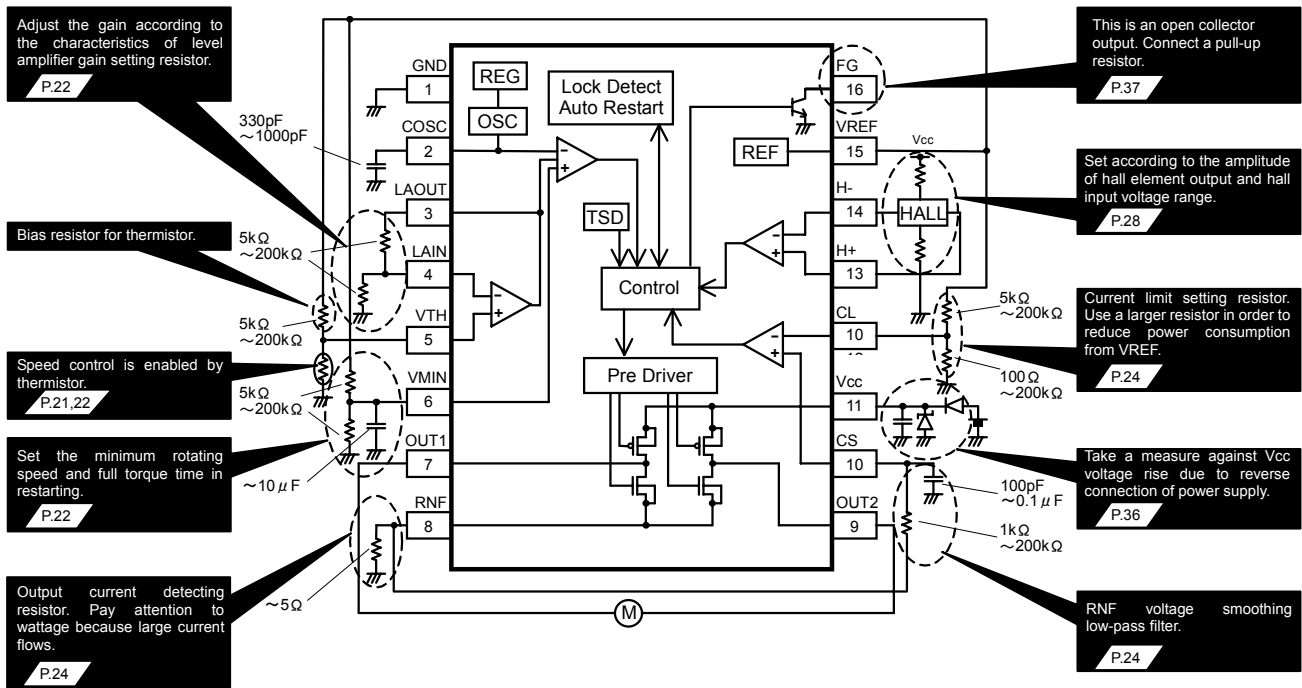 Adjust the gain according to
the characteristics of level
amplifier gain setting resistor.
P.22
Bias resistor for thermistor.
Speed control is enabled by
thermistor.
P.21,22
Set the minimum rotating
speed and full torque time in
restarting.
P.22
Output current detecting
resistor. Pay attention to
wattage because large current
flows.
P.24
330pF
~1000pF
5kΩ
~200kΩ
5kΩ
~200kΩ
5kΩ
~200kΩ
~10μF
~5Ω
GND
1
COSC
2
LAOUT
3
LAIN
4
VTH
5
VMIN
6
OUT1
7
RNF
8
REG
OSC
Lock Detect
Auto Restart
TSD
Control
Pre Driver
REF
M
FG
16
VREF
15
H-
14
H+
13
CL
10
Vcc
11
CS
10
OUT2
9
Vcc
HALL
5kΩ
~200kΩ
100Ω
~200kΩ
100pF
~0.1μF
1kΩ
~200kΩ
This is an open collector
output. Connect a pull-up
resistor.
P.37
Set according to the amplitude
of hall element output and hall
input voltage range.
P.28
Current limit setting resistor.
Use a larger resistor in order to
reduce power consumption
from VREF.
P.24
Take a measure against Vcc
voltage rise due to reverse
connection of power supply.
P.36
RNF voltage smoothing
low-pass filter.
P.24